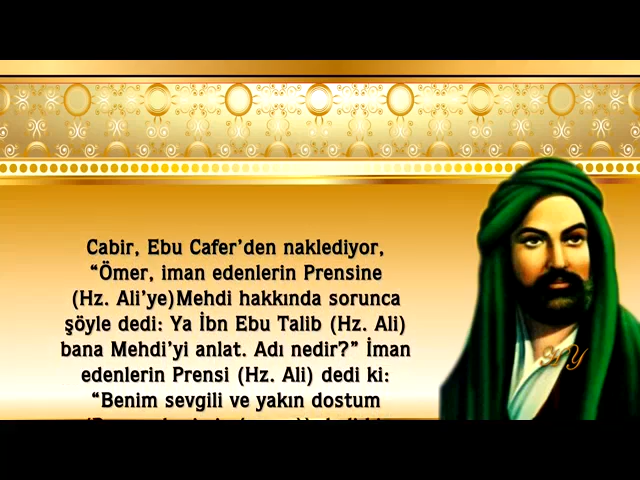 Cabir, Ebu Cafer’den naklediyor,
“Ömer, iman edenlerin Prensine
(Hz. Ali’ye)Mehdi hakkında sorunca
şöyle dedi: Ya İbn Ebu Talib (Hz. Ali)
bana Mehdi’yi anlat. Adı nedir?” İman
edenlerin Prensi (Hz. Ali) dedi ki:
“Benim sevgili ve yakın dostum